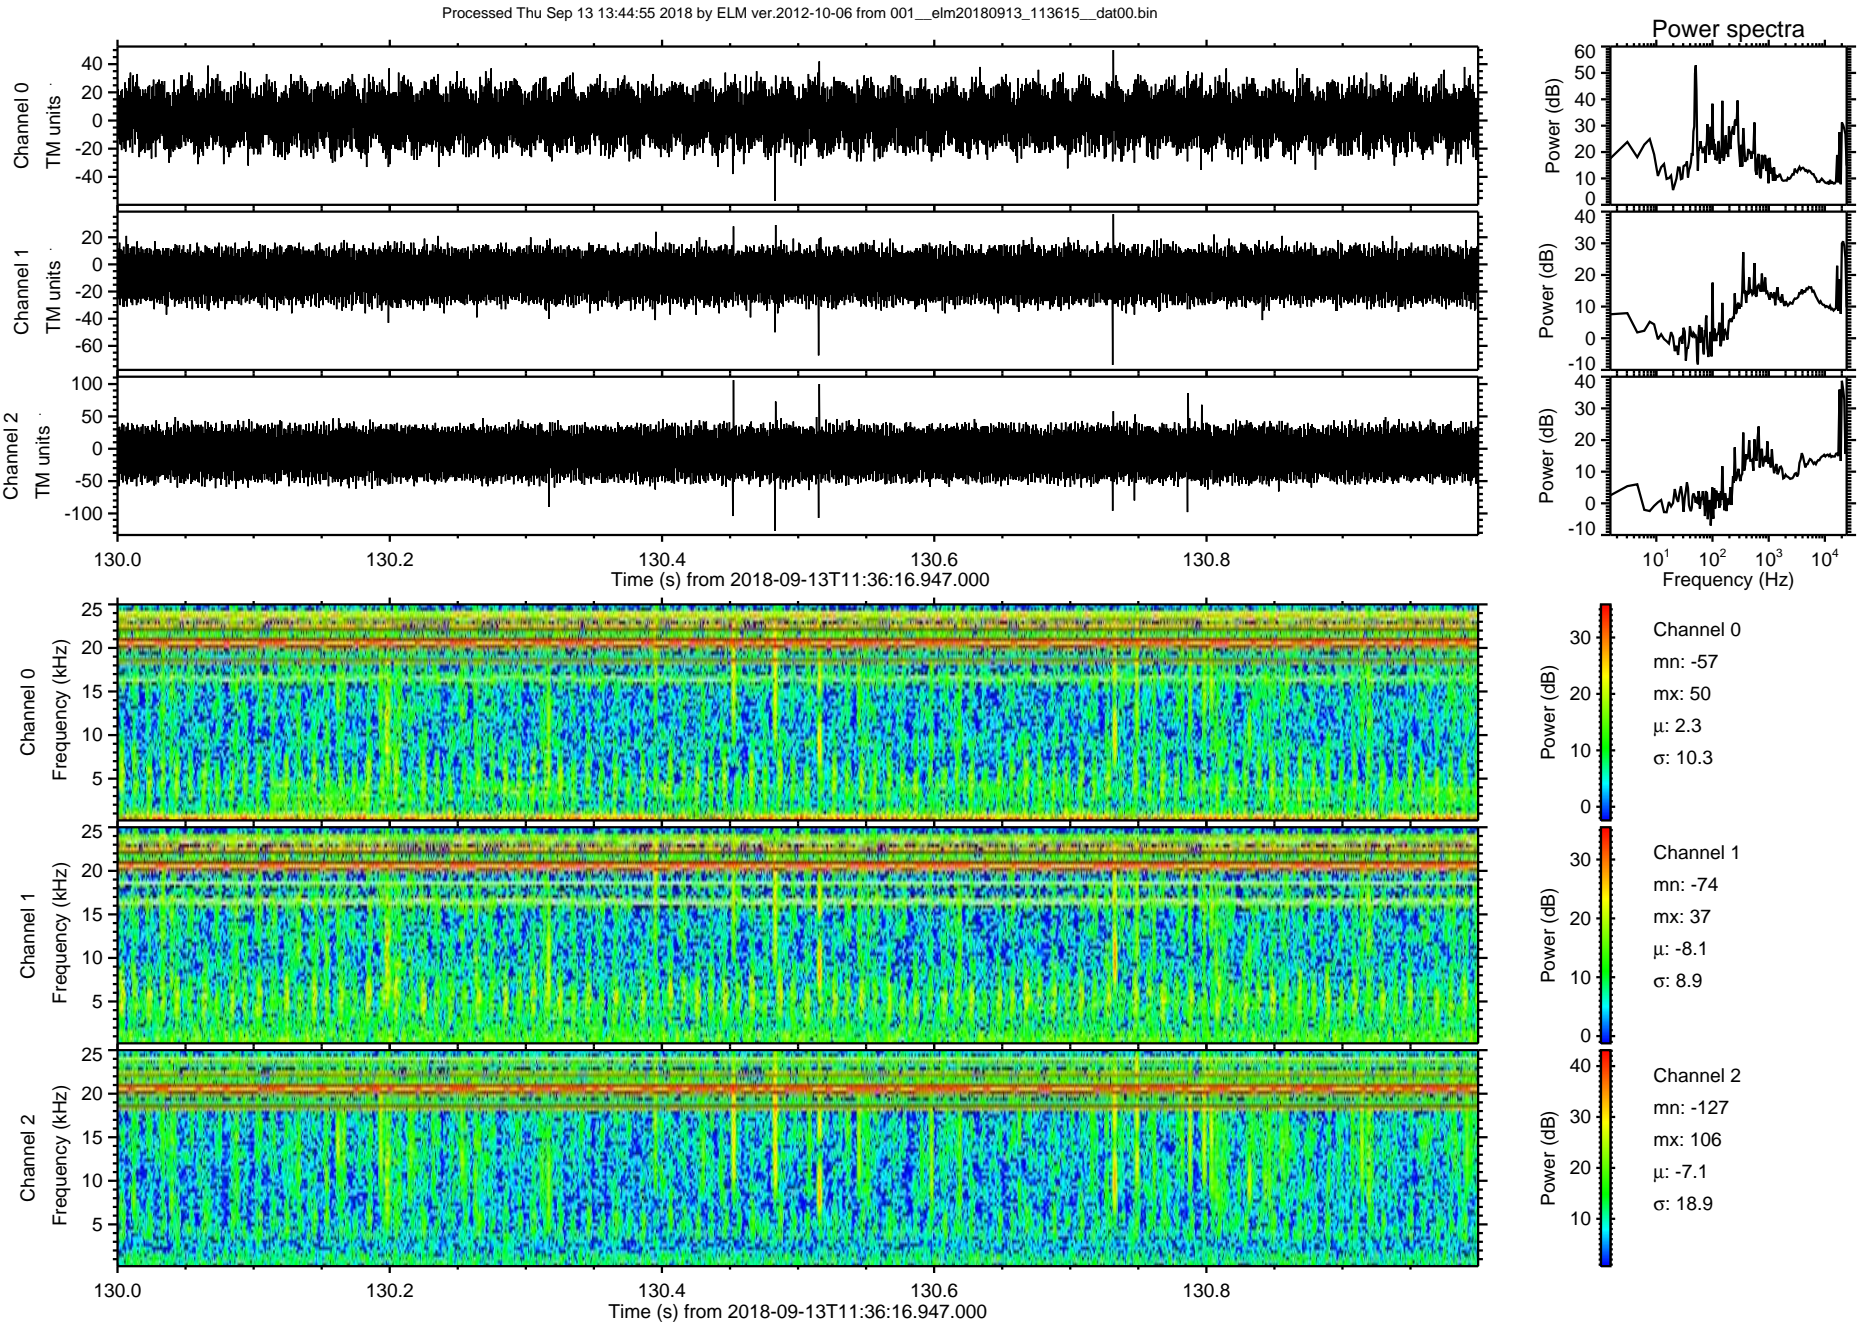 Processed Thu Sep 13 13:44:55 2018 by ELM ver.2012-10-06 from 001__elm20180913_113615__dat00.bin
Power spectra
Channel 0
TM units
40
20
0
-20
-40
Power (dB)
60
50
40
30
20
10
0
Channel 1
TM units
20
0
-20
-40
-60
Power (dB)
40
30
20
10
0
-10
Channel 2
TM units
100
50
0
-50
-100
Power (dB)
40
30
20
10
0
-10
130.0 130.2 130.4 130.6 130.8
Time (s) from 2018-09-13T11:36:16.947.000
10^1 10^2 10^3 10^4
Frequency (Hz)
Channel 0
Frequency (kHz)
25
20
15
10
5
Power (dB)
30
20
10
0
Channel 0
mn: -57
mx: 50
μ: 2.3
σ: 10.3
Channel 1
Frequency (kHz)
25
20
15
10
5
Power (dB)
30
20
10
0
Channel 1
mn: -74
mx: 37
μ: -8.1
σ: 8.9
Channel 2
Frequency (kHz)
25
20
15
10
5
Power (dB)
40
30
20
10
Channel 2
mn: -127
mx: 106
μ: -7.1
σ: 18.9
130.0 130.2 130.4 130.6 130.8
Time (s) from 2018-09-13T11:36:16.947.000